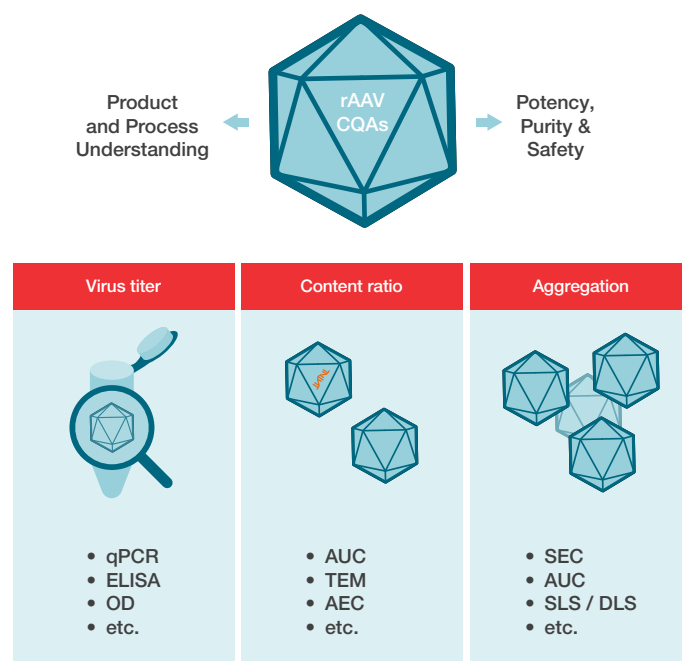 rAAV
CQAs
Product
and Process
Understanding
Potency,
Purity &
Safety
Virus titer
Content ratio
Aggregation
• qPCR
• ELISA
• OD
• etc.
• AUC
• TEM
• AEC
• etc.
• SEC
• AUC
• SLS / DLS
• etc.